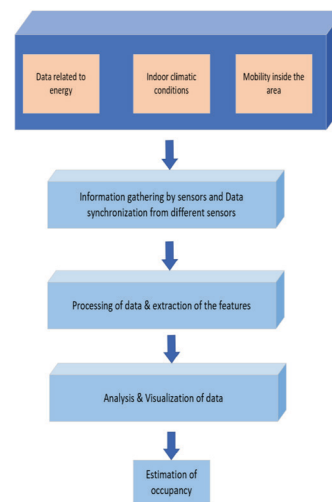 Data related to
energy
Indoor climatic
conditions
Mobility inside the
area
Information gathering by sensors and Data
synchronization from different sensors
Processing of data & extraction of the features
Analysis & Visualization of data
Estimation of
occupancy